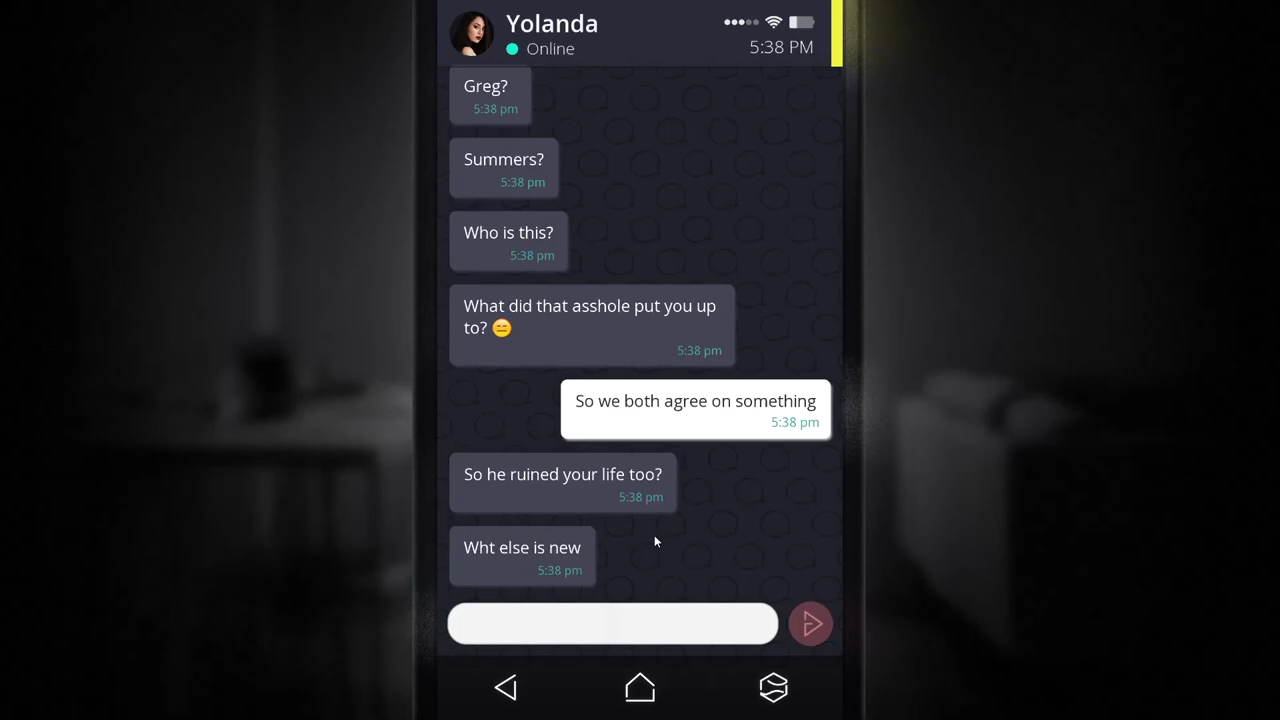 Yolanda
Online
5:38 PM
Greg?
5:38 pm
Summers?
5:38 pm
Who is this?
5:38 pm
What did that asshole put you up
to? 😑
5:38 pm
So we both agree on something
5:38 pm
So he ruined your life too?
5:38 pm
Wht else is new
5:38 pm